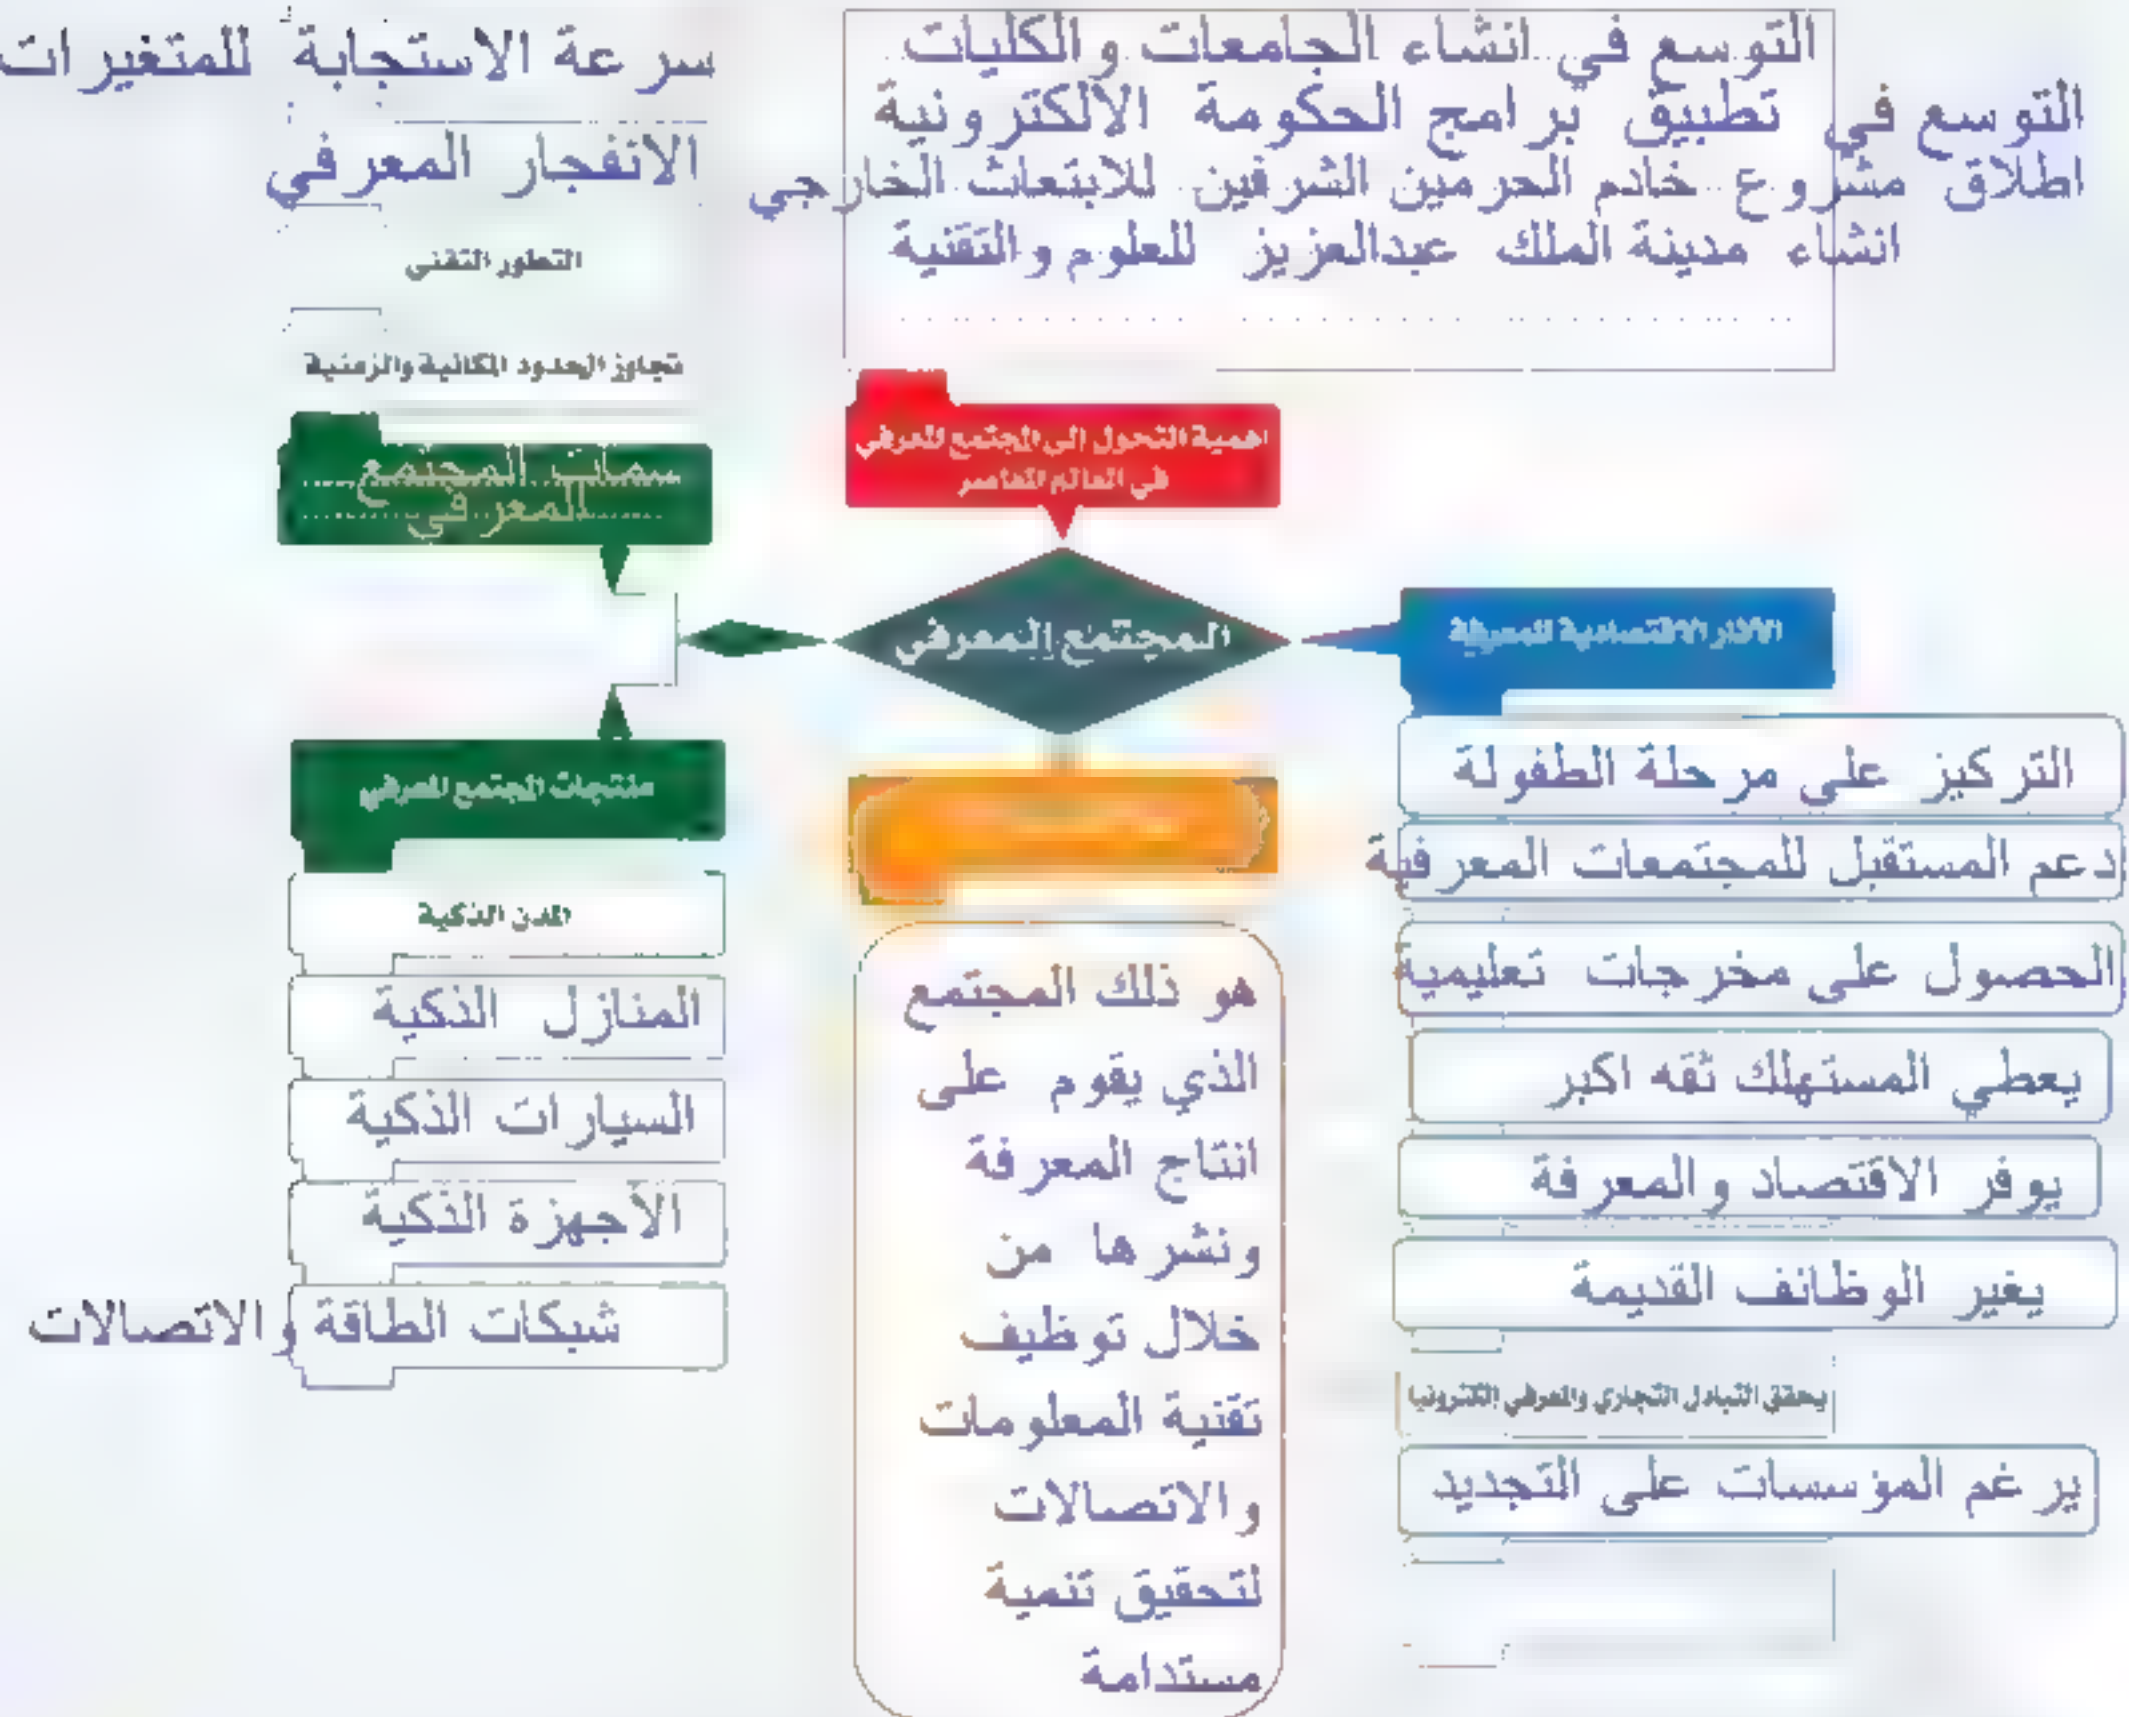 التوسع في انشاء الجامعات والكليات
التوسع في تطبيق برامج الحكومة الالكترونية
اطلاق مشروع خادم الحرمين الشرفين للابتعاث الخارجي
انشاء مدينة الملك عبدالعزيز للعلوم والتقنية
اهمية التحول الى المجتمع المعرفي
في العالم المعاصر
سرعة الاستجابة للمتغيرات
الانفجار المعرفي
التطور التقني
تجاوز الحدود المكانية والزمنية
سمات المجتمع
المعرفي
المجتمع المعرفي
الاثار الاقتصادية للمعرفة
التركيز على مرحلة الطفولة
دعم المستقبل للمجتمعات المعرفية
الحصول على مخرجات تعليمية
يعطي المستهلك ثقه اكبر
يوفر الاقتصاد والمعرفة
يغير الوظائف القديمة
يحقق التبادل التجاري والمعرفي الكترونيا
يرغم المؤسسات على التجديد
هو ذلك المجتمع
الذي يقوم على
انتاج المعرفة
ونشرها من
خلال توظيف
تقنية المعلومات
والاتصالات
لتحقيق تنمية
مستدامة
منتجات المجتمع المعرفي
المدن الذكية
المنازل الذكية
السيارات الذكية
الأجهزة الذكية
شبكات الطاقة والاتصالات